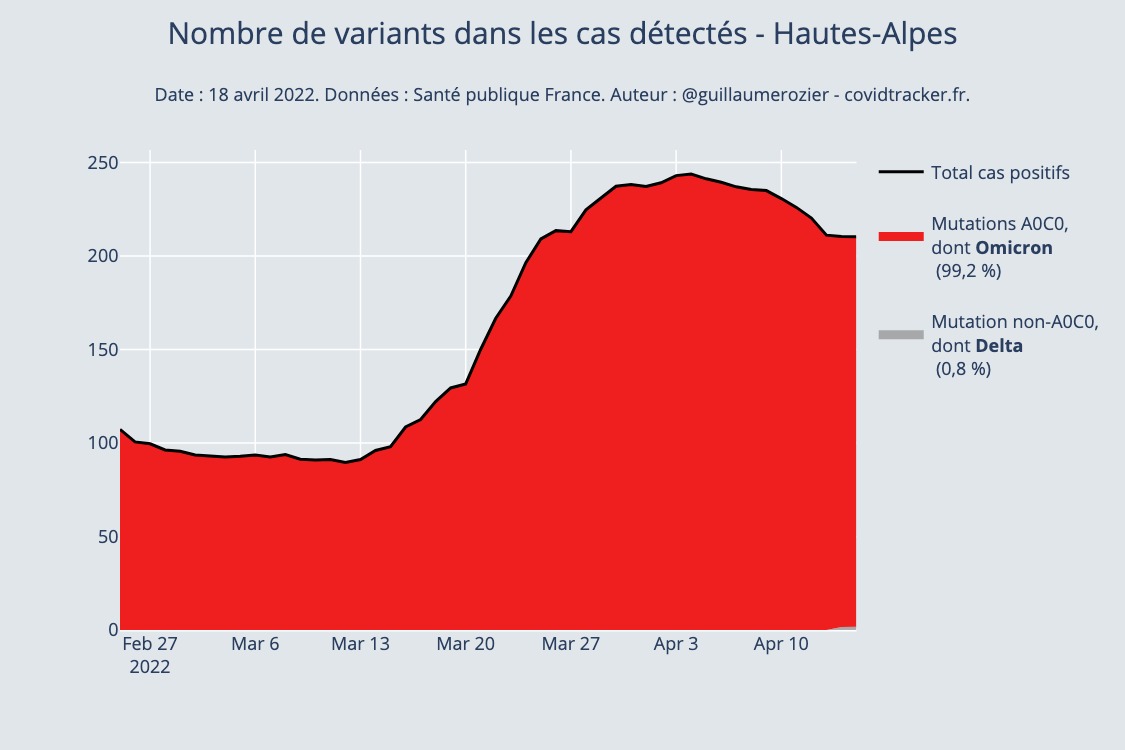 Nombre de variants dans les cas détectés - Hautes-Alpes
Date : 18 avril 2022. Données : Santé publique France. Auteur : @guillaumerozier - covidtracker.fr.
250
200
150
100
50
0
Feb 27
2022
Mar 6
Mar 13
Mar 20
Mar 27
Apr 3
Apr 10
Total cas positifs
Mutations A0C0,
dont Omicron
(99,2 %)
Mutation non-A0C0,
dont Delta
(0,8 %)